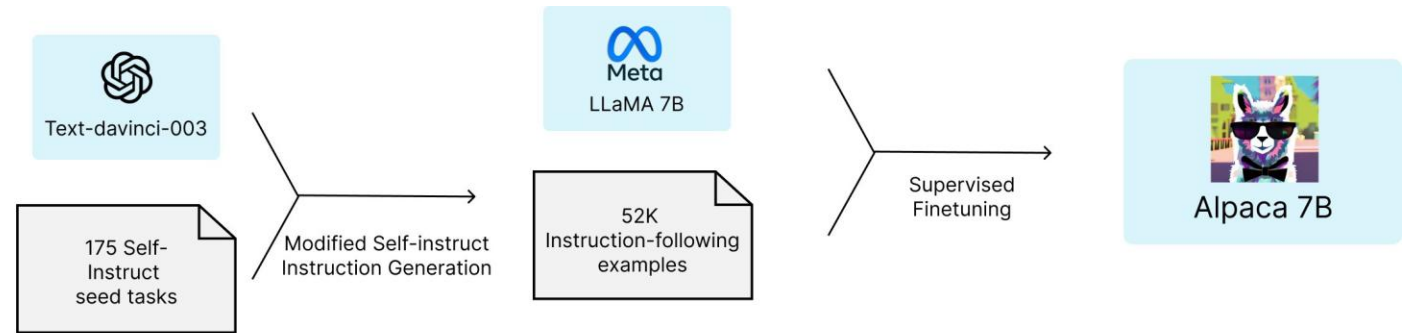 Text-davinci-003
175 Self-
Instruct
seed tasks
Modified Self-instruct
Instruction Generation
Meta
LLaMA 7B
52K
Instruction-following
examples
Supervised
Finetuning
Alpaca 7B